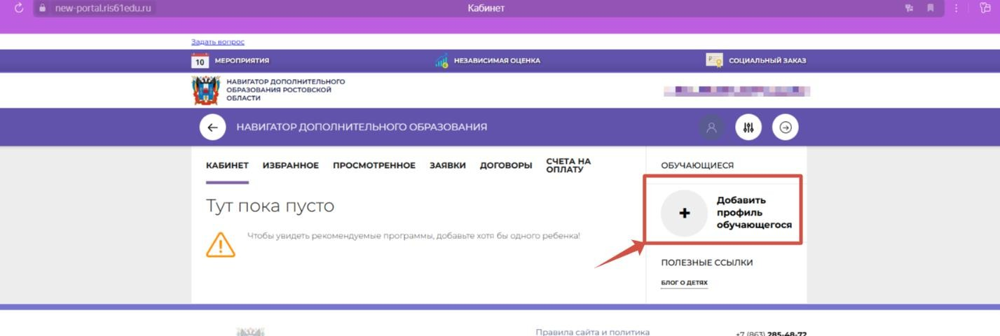 new-portal.ris61edu.ru
Кабинет
Задать вопрос
10 МЕРОПРИЯТИЯ
НЕЗАВИСИМАЯ ОЦЕНКА
СОЦИАЛЬНЫЙ ЗАКАЗ
НАВИГАТОР ДОПОЛНИТЕЛЬНОГО
ОБРАЗОВАНИЯ РОСТОВСКОЙ
ОБЛАСТИ
НАВИГАТОР ДОПОЛНИТЕЛЬНОГО ОБРАЗОВАНИЯ
КАБИНЕТ
ИЗБРАННОЕ
ПРОСМОТРЕННОЕ
ЗАЯВКИ
ДОГОВОРЫ
СЧЕТА НА
ОПЛАТУ
Тут пока пусто
Чтобы увидеть рекомендуемые программы, добавьте хотя бы одного ребенка!
ОБУЧАЮЩИЕСЯ
Добавить
профиль
обучающегося
ПОЛЕЗНЫЕ ССЫЛКИ
БЛОГ О ДЕТЯХ
Правила сайта и политика
+7 (863) 285-48-72